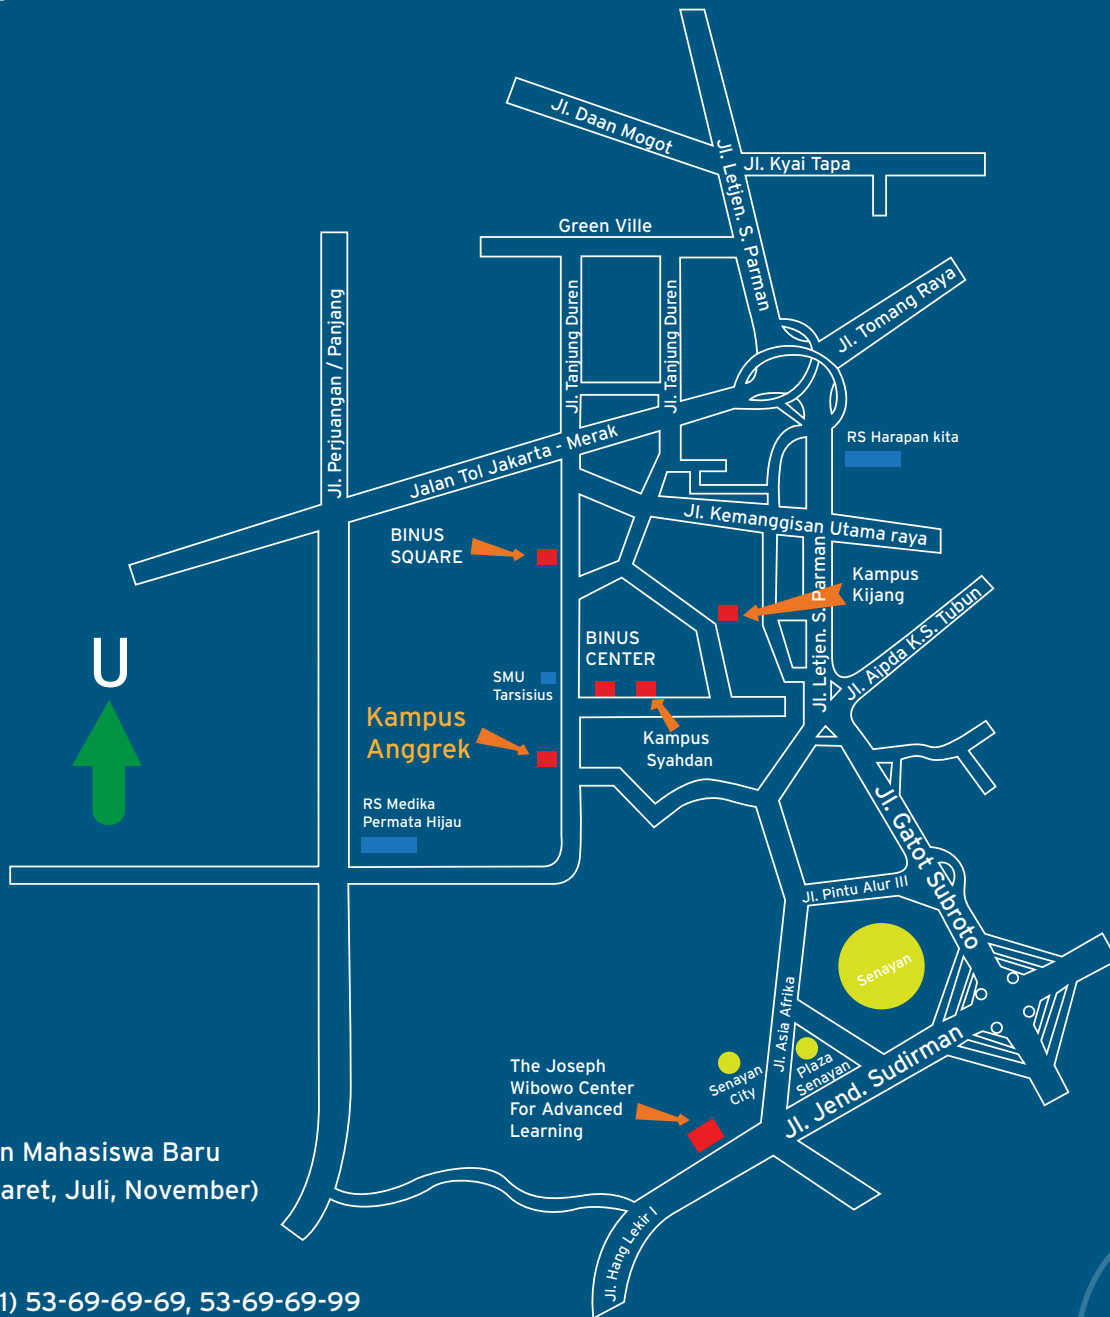 Jl. Daan Mogot
Jl. Letjen. S. Parman
Jl. Kyai Tapa
Green Ville
Jl. Tomang Raya
Jl. Perjuangan / Panjang
Jl. Tanjung Duren
Jl. Tanjung Duren
Jalan Tol Jakarta - Merak
RS Harapan kita
Jl. Kemanggisan Utama raya
BINUS
SQUARE
Kampus
Kijang
Jl. Letjen. S. Parman
Jl. Aipda K.S. Tubun
BINUS
CENTER
U
SMU
Tarsisius
Kampus
Anggrek
Kampus
Syahdan
RS Medika
Permata Hijau
Jl. Gatot Subroto
Jl. Pintu Alur III
Senayan
Jl. Asia Afrika
Plaza
Senayan
Senayan
City
Jl. Jend. Sudirman
The Joseph
Wibowo Center
For Advanced
Learning
n Mahasiswa Baru
aret, Juli, November)
Jl. Hang Lekir I
1) 53-69-69-69, 53-69-69-99